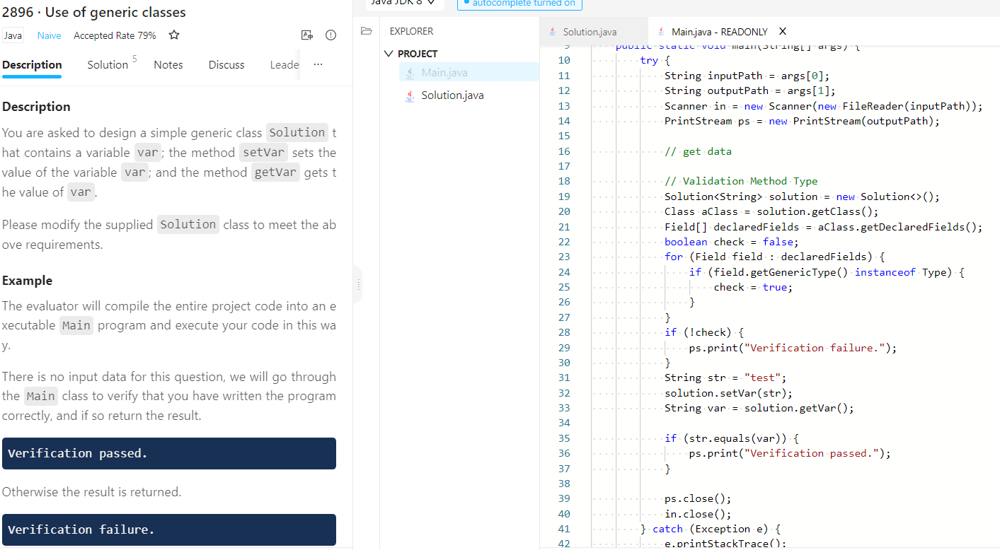 2896 · Use of generic classes
Java Naive Accepted Rate 79%
Description Solution 5 Notes Discuss Leade ...
Description
You are asked to design a simple generic class Solution t
hat contains a variable var; the method setVar sets the
value of the variable var; and the method getVar gets t
he value of var.
Please modify the supplied Solution class to meet the ab
ove requirements.
Example
The evaluator will compile the entire project code into an e
xecutable Main program and execute your code in this wa
y.
There is no input data for this question, we will go through
the Main class to verify that you have written the program
correctly, and if so return the result.
Verification passed.
Otherwise the result is returned.
Verification failure.
Java JDK 8
autocomplete turned on
EXPLORER
PROJECT
Main.java
Solution.java
Solution.java Main.java - READONLY X
9 public static void main(String[] args) {
10 try {
11 String inputPath = args[0];
12 String outputPath = args[1];
13 Scanner in = new Scanner(new FileReader(inputPath));
14 PrintStream ps = new PrintStream(outputPath);
15
16 // get data
17
18 // Validation Method Type
19 Solution<String> solution = new Solution<>();
20 Class aClass = solution.getClass();
21 Field[] declaredFields = aClass.getDeclaredFields();
22 boolean check = false;
23 for (Field field : declaredFields) {
24 if (field.getGenericType() instanceof Type) {
25 check = true;
26 }
27 }
28 if (!check) {
29 ps.print("Verification failure.");
30 }
31 String str = "test";
32 solution.setVar(str);
33 String var = solution.getVar();
34
35 if (str.equals(var)) {
36 ps.print("Verification passed.");
37 }
38
39 ps.close();
40 in.close();
41 } catch (Exception e) {
42 e.printStackTrace();